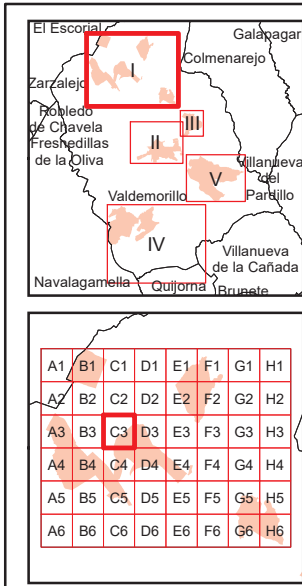 El Escorial
Galapagar
I
Colmenarejo
Zarzalejo
Robledo
de Chavela
III
Fresnedillas
de la Oliva
II
Villanueva
del
Pardillo
V
Valdemorillo
IV
Villanueva
de la Cañada
Navalagamella
Quijorna
Brunete
A1 B1 C1 D1 E1 F1 G1 H1
A2 B2 C2 D2 E2 F2 G2 H2
A3 B3 C3 D3 E3 F3 G3 H3
A4 B4 C4 D4 E4 F4 G4 H4
A5 B5 C5 D5 E5 F5 G5 H5
A6 B6 C6 D6 E6 F6 G6 H6